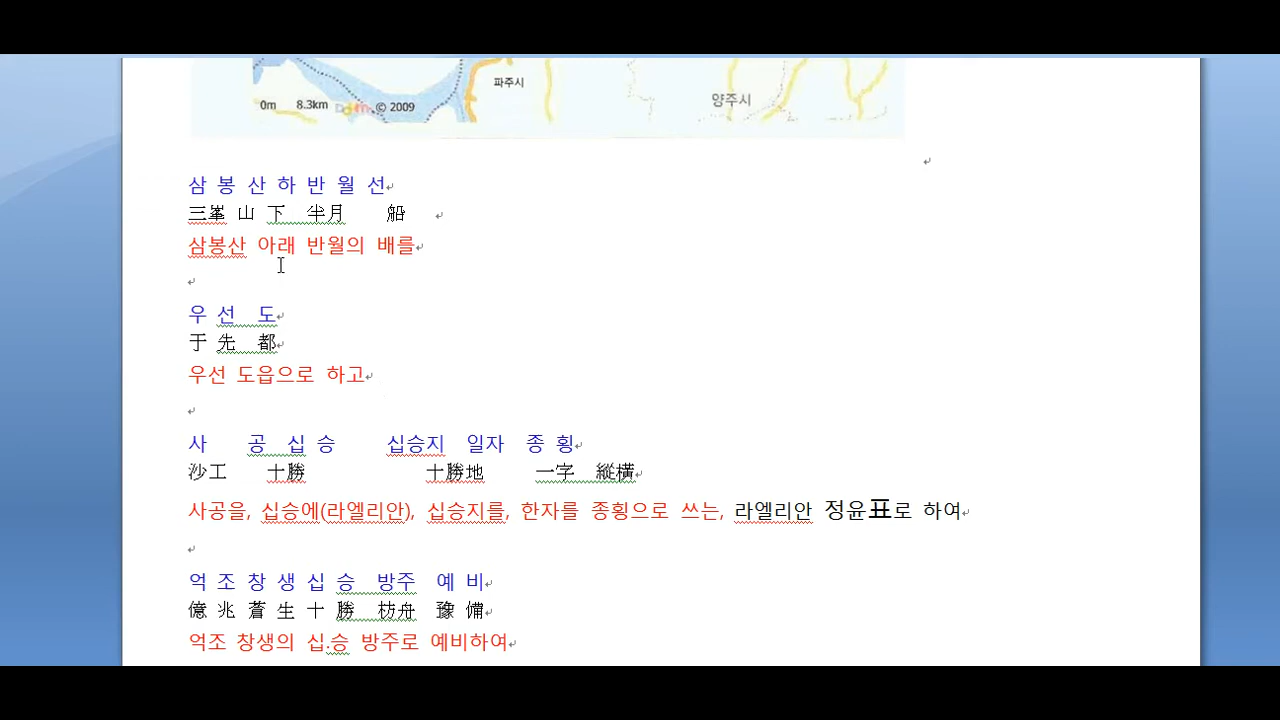 파주시
0m 8.3km Daum © 2009
양주시
삼 봉 산 하 반 월 선
三峯 山 下 半月 船
삼봉산 아래 반월의 배를
우 선 도
于 先 都
우선 도읍으로 하고
사 공 십 승 십승지 일자 종 횡
沙工 十勝 十勝地 一字 縱橫
사공을, 십승에(라엘리안), 십승지를, 한자를 종횡으로 쓰는, 라엘리안 정윤표로 하여
억 조 창 생 십 승 방주 예 비
億 兆 蒼 生 十 勝 枋舟 豫 備
억조 창생의 십.승 방주로 예비하여